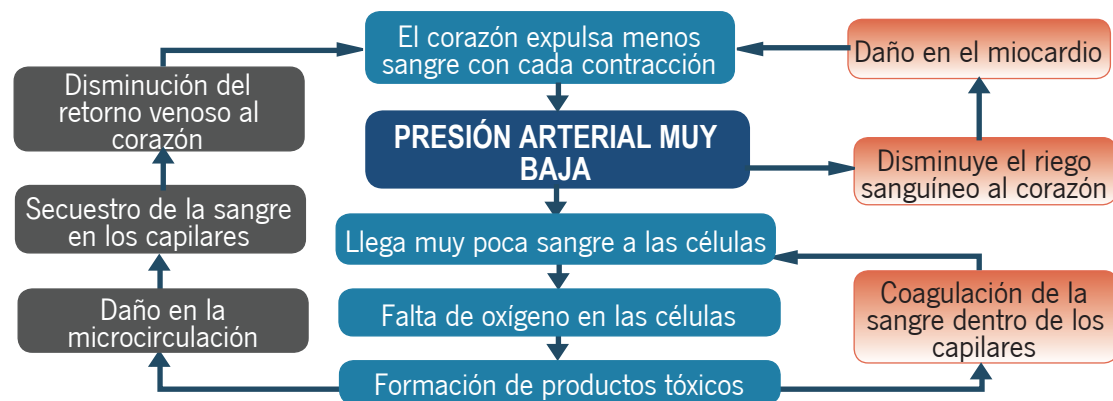 El corazón expulsa menos
sangre con cada contracción
Daño en el miocardio
Disminución del
retorno venoso al
corazón
PRESIÓN ARTERIAL MUY
BAJA
Disminuye el riego
sanguíneo al corazón
Secuestro de la sangre
en los capilares
Llega muy poca sangre a las células
Daño en la
microcirculación
Falta de oxígeno en las células
Coagulación de la
sangre dentro de los
capilares
Formación de productos tóxicos